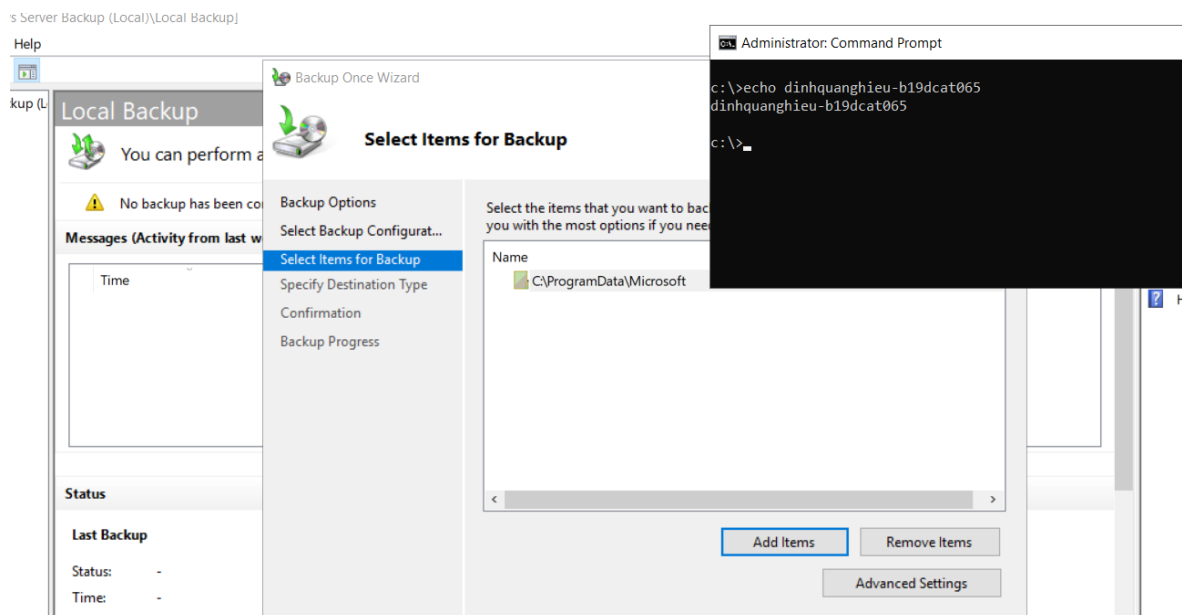 s Server Backup (Local)\Local Backup]
Help
kup (L
Local Backup
You can perform a
No backup has been co
Messages (Activity from last w
Time
Status
Last Backup
Status: -
Time: -
Backup Once Wizard
Select Items for Backup
Backup Options
Select Backup Configurat...
Select Items for Backup
Specify Destination Type
Confirmation
Backup Progress
Select the items that you want to bac
you with the most options if you nee
Name
C:\ProgramData\Microsoft
Add Items
Remove Items
Advanced Settings
Administrator: Command Prompt
c:\>echo dinhquanghieu-b19dcat065
dinhquanghieu-b19dcat065
c:\>
H